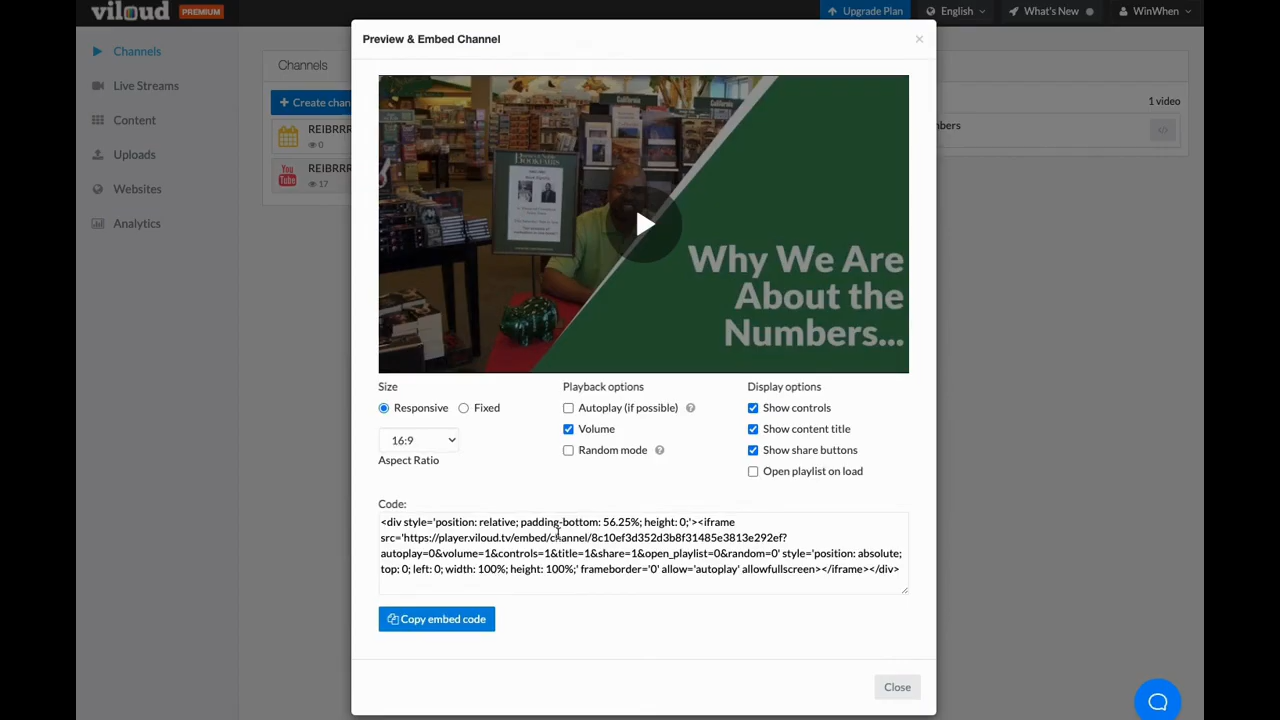 viloud PREMIUM
Upgrade Plan
English
What's New
WinWhen
Channels
Live Streams
Content
Uploads
Websites
Analytics
Channels
+ Create chan
REIBRRR
0
You Tube
REIBRRR
17
1 video
mbers
Preview & Embed Channel
×
California
Why We Are
About the
Numbers...
Size
Responsive
Fixed
16:9
Aspect Ratio
Playback options
Autoplay (if possible)
Volume
Random mode
Display options
Show controls
Show content title
Show share buttons
Open playlist on load
Code:
<div style='position: relative; padding-bottom: 56.25%; height: 0;'><iframe
src='https://player.viloud.tv/embed/channel/8c10ef3d352d3b8f31485e3813e292ef?
autoplay=0&volume=1&controls=1&title=1&share=1&open_playlist=0&random=0' style='position: absolute;
top: 0; left: 0; width: 100%; height: 100%;' frameborder='0' allow='autoplay' allowfullscreen></iframe></div>
Copy embed code
Close